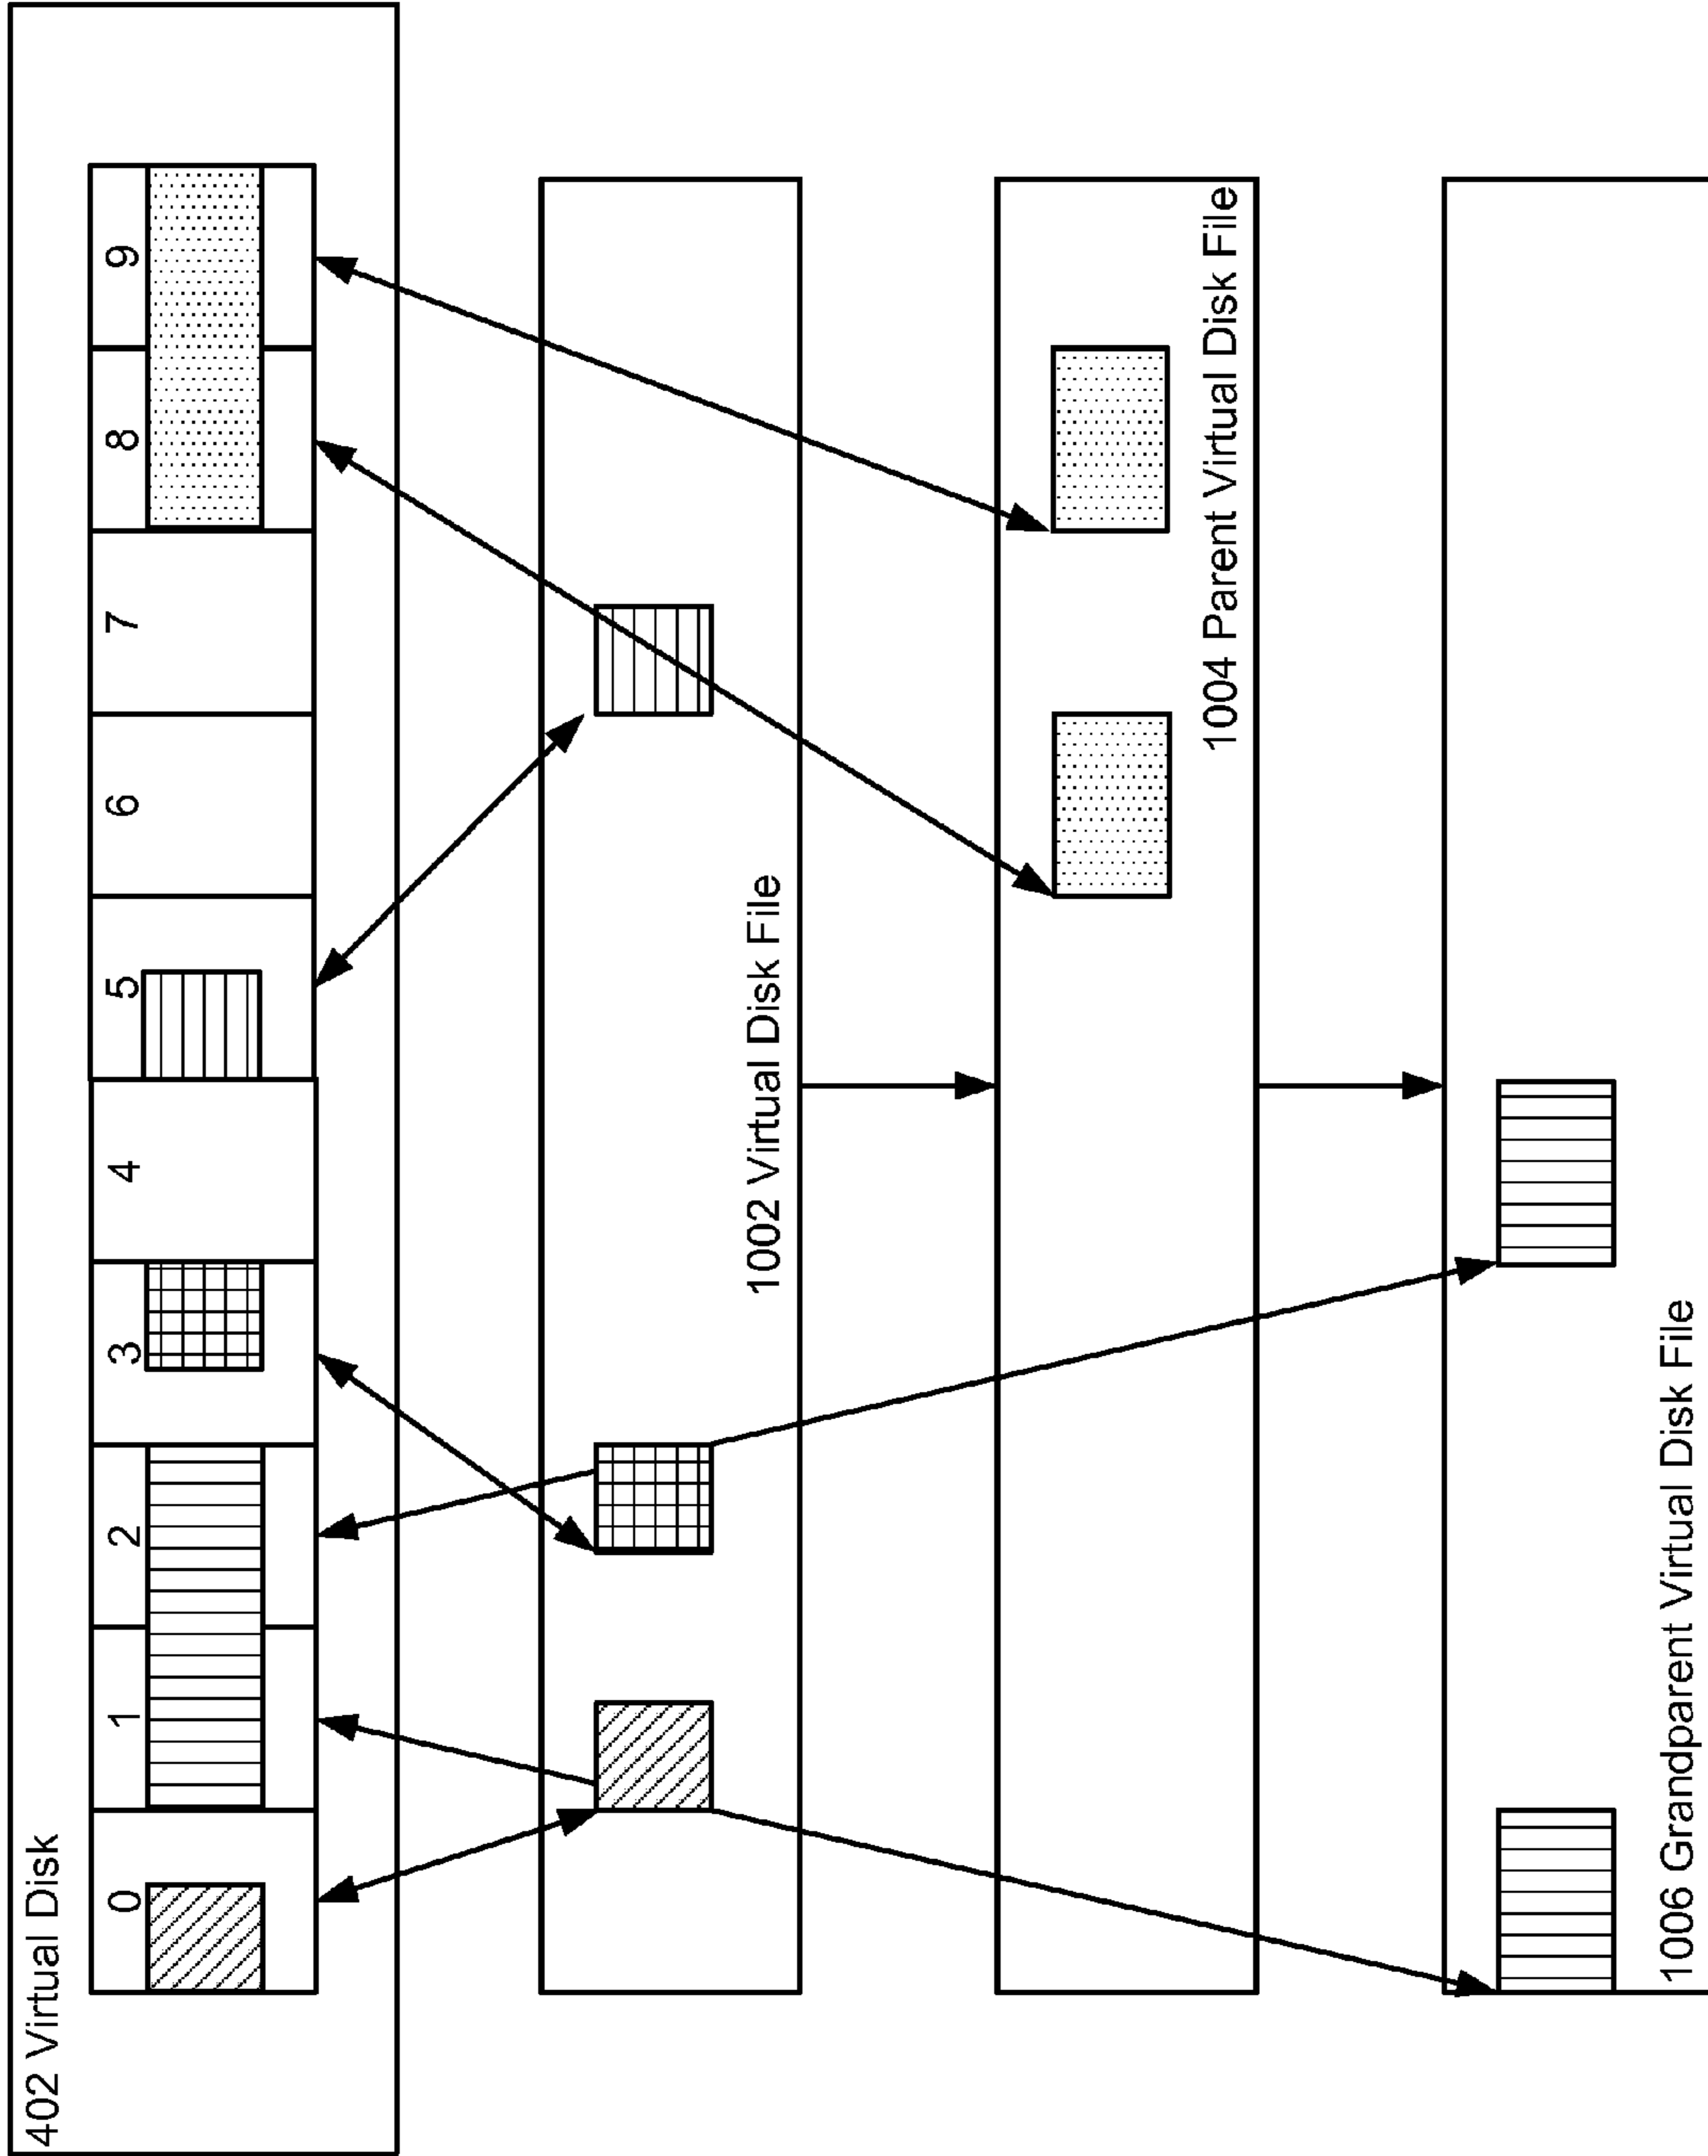 402 Virtual Disk
0 1 2 3 4 5 6 7 8 9
1002 Virtual Disk File
1004 Parent Virtual Disk File
1006 Grandparent Virtual Disk File